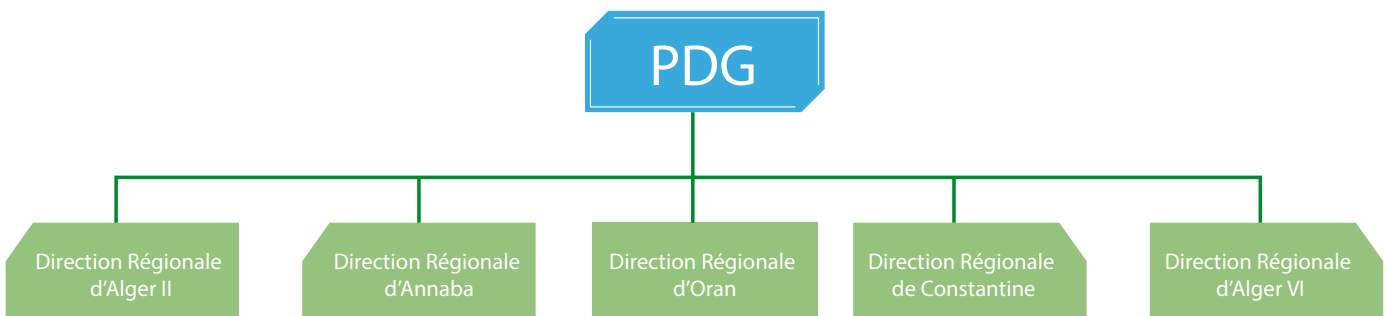 PDG
Direction Régionale
d’Alger II
Direction Régionale
d’Annaba
Direction Régionale
d’Oran
Direction Régionale
de Constantine
Direction Régionale
d’Alger VI